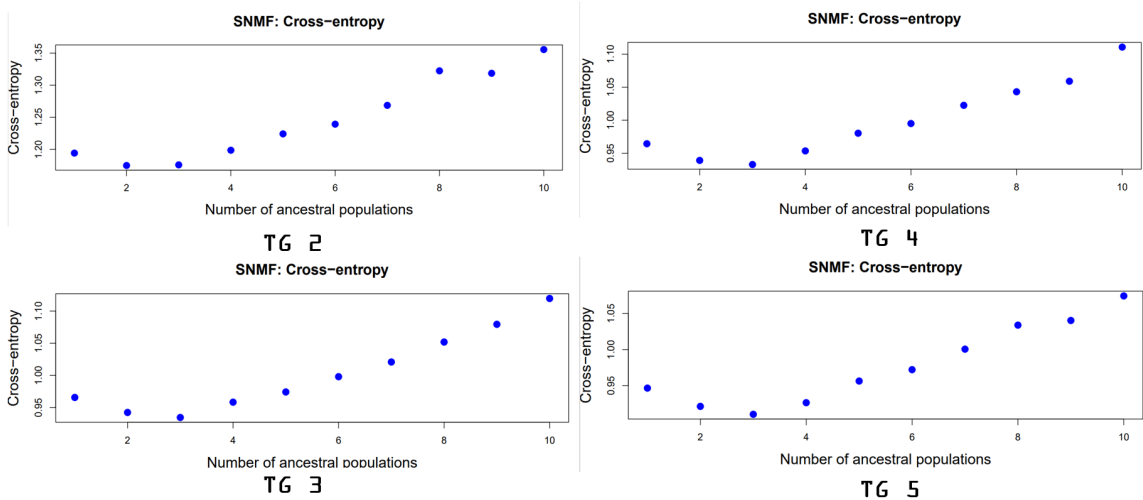 SNMF: Cross-entropy
Cross-entropy
1.20 1.25 1.30 1.35
2 4 6 8 10
Number of ancestral populations
TG 2
SNMF: Cross-entropy
Cross-entropy
0.95 1.00 1.05 1.10
2 4 6 8 10
Number of ancestral populations
TG 4
SNMF: Cross-entropy
Cross-entropy
0.95 1.00 1.05 1.10
2 4 6 8 10
Number of ancestral populations
TG 3
SNMF: Cross-entropy
Cross-entropy
0.95 1.00 1.05
2 4 6 8 10
Number of ancestral populations
TG 5